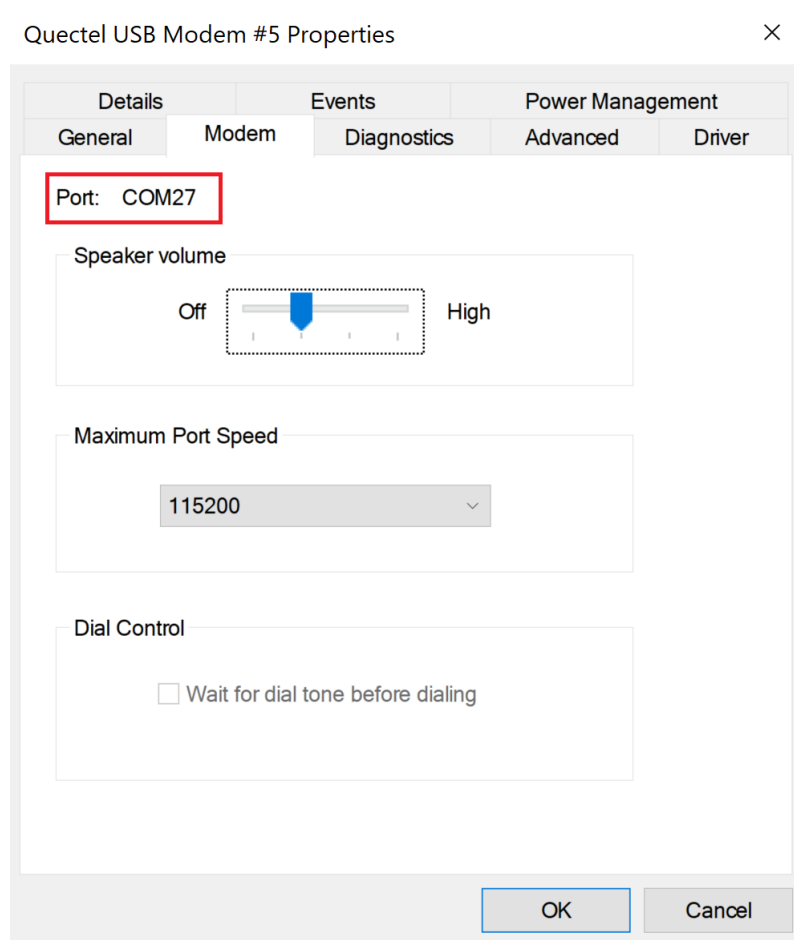 Quectel USB Modem #5 Properties
Details Events Power Management
General Modem Diagnostics Advanced Driver
Port: COM27
Speaker volume
Off High
Maximum Port Speed
115200
Dial Control
Wait for dial tone before dialing
OK Cancel